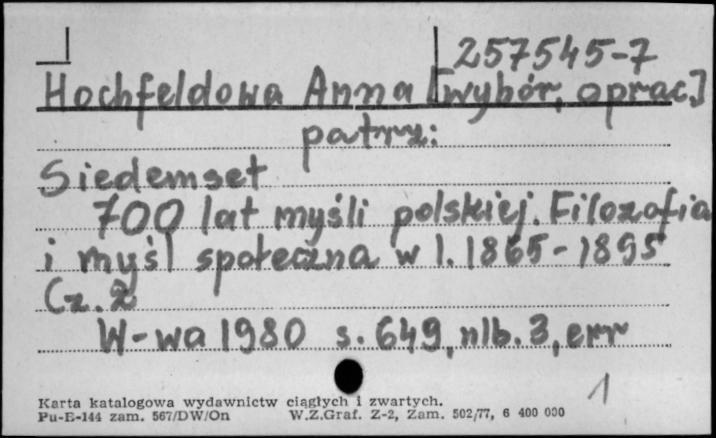 257545-7
Hochfeldowa Anna [wybór, oprac]
patrz:
Siedemset
700 lat myśli polskiej. Filozofia
i myśl społeczna w l. 1865-1895
Cz. 2
W-wa 1980 s. 649, nlb. 3, err
1
Karta katalogowa wydawnictw ciągłych i zwartych.
Pu-E-144 zam. 567/DW/On W.Z.Graf. Z-2, Zam. 502/77, 6 400 000